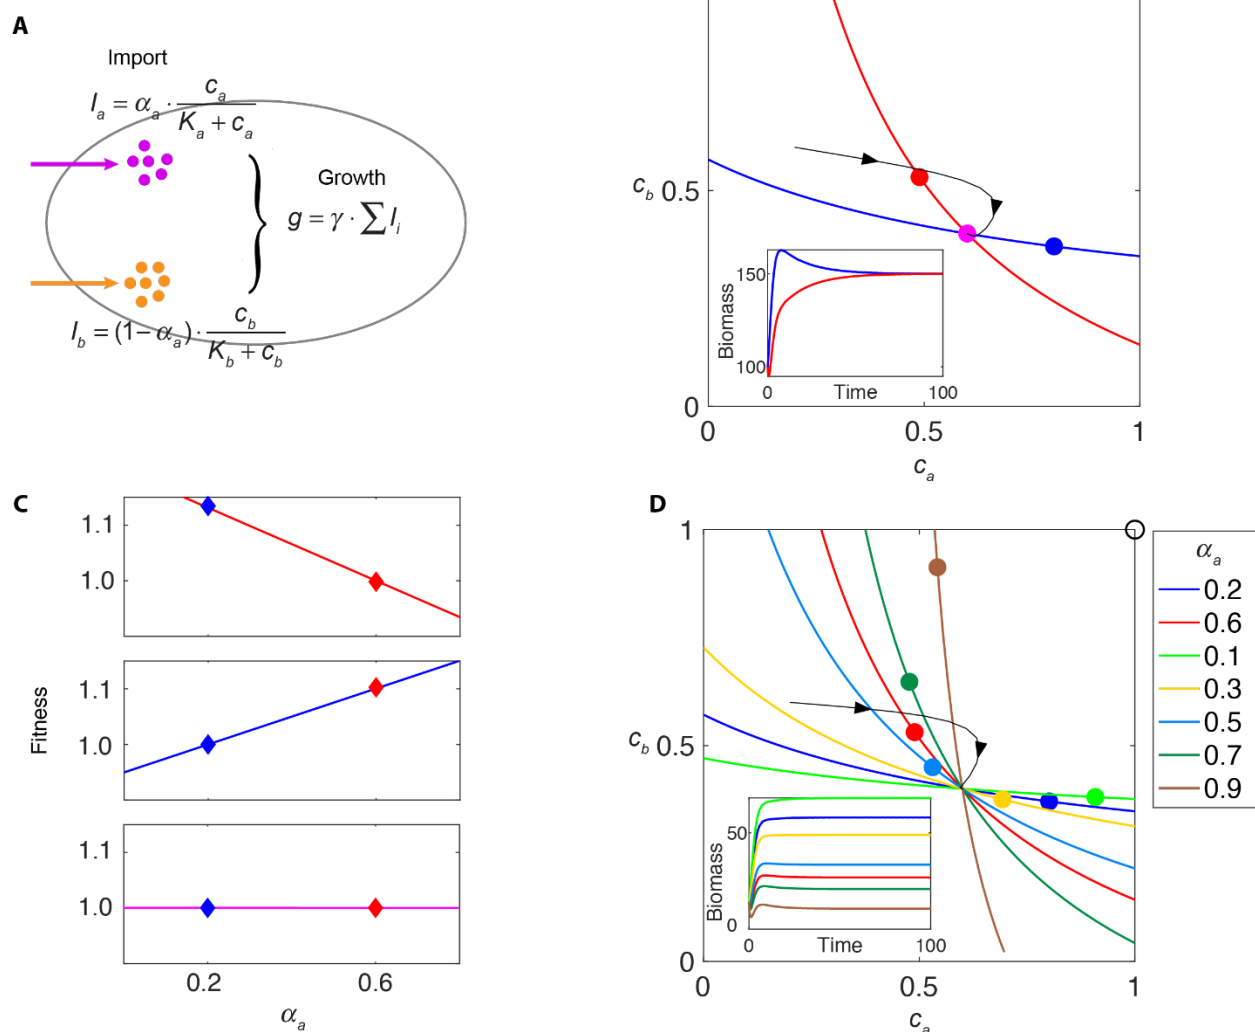 A
Import
I_a = α_a · c_a / (K_a + c_a)
Growth
g = γ · ∑ I_i
I_b = (1 − α_a) · c_b / (K_b + c_b)
c_b
0.5
0
0
0.5
1
c_a
Biomass
150
100
0
Time
100
C
Fitness
1.1
1.0
1.1
1.0
1.1
1.0
0.2
0.6
α_a
D
1
c_b
0.5
0
0
0.5
1
c_a
Biomass
50
0
0
Time
100
α_a
0.2
0.6
0.1
0.3
0.5
0.7
0.9